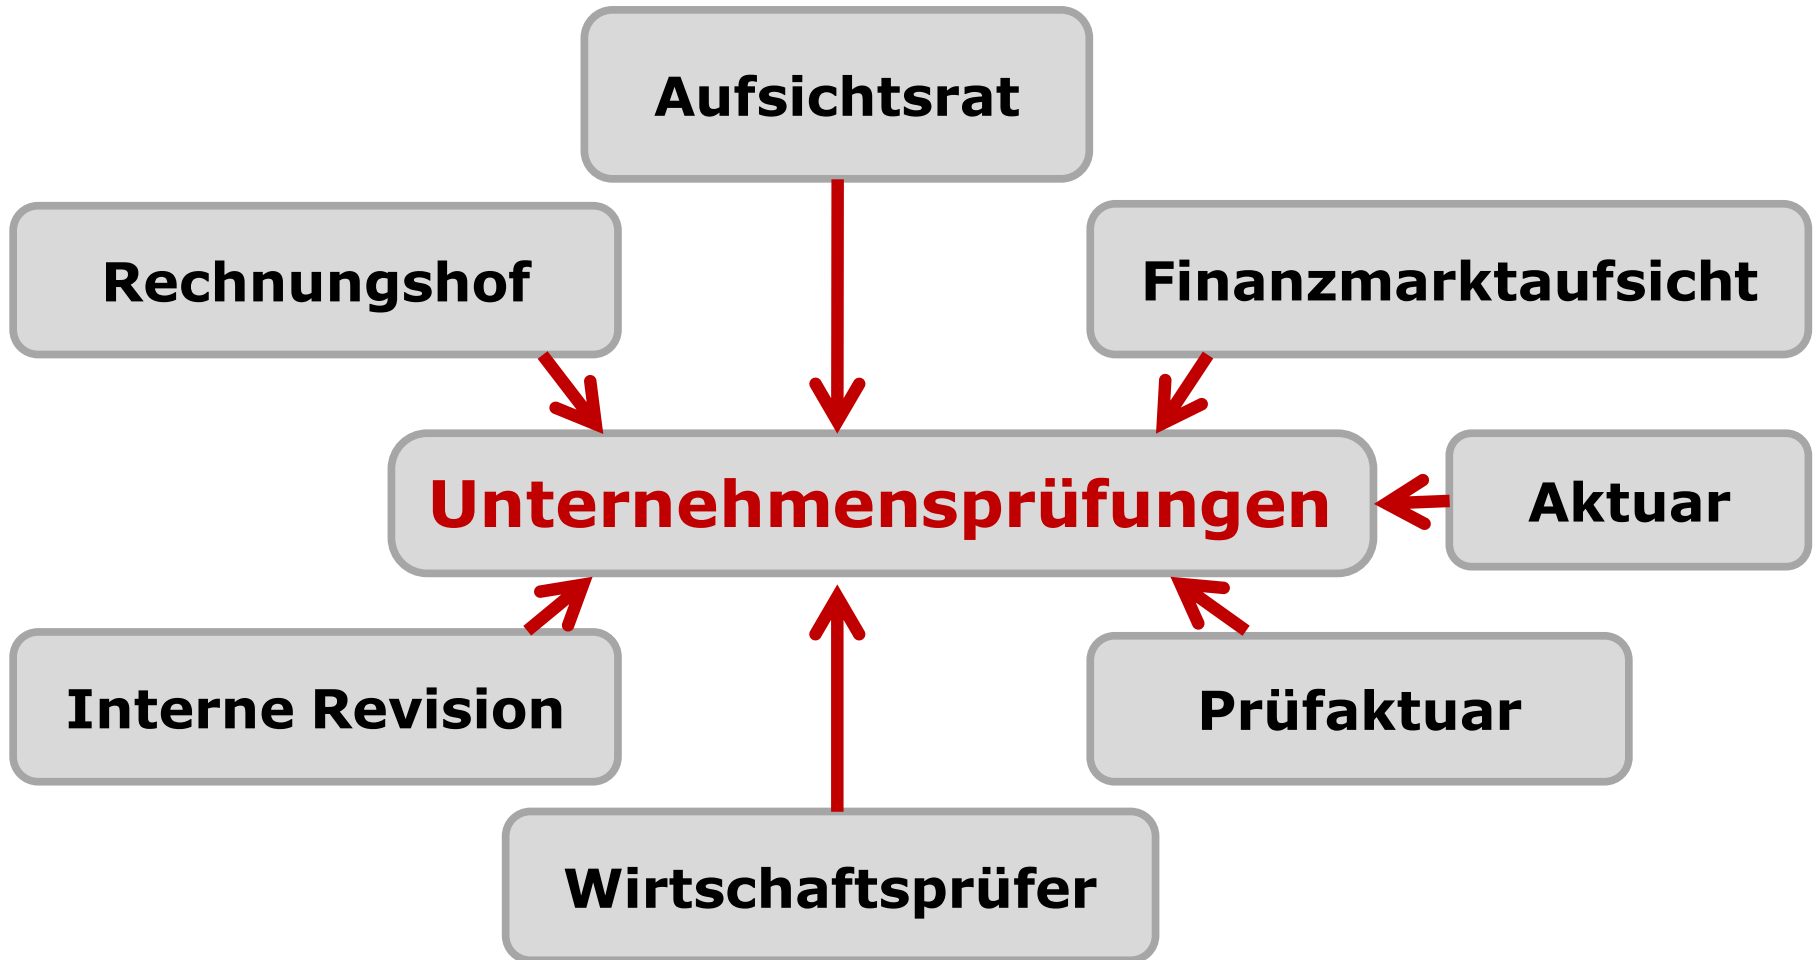 Aufsichtsrat
Rechnungshof
Finanzmarktaufsicht
Unternehmensprüfungen
Aktuar
Interne Revision
Prüfaktuar
Wirtschaftsprüfer